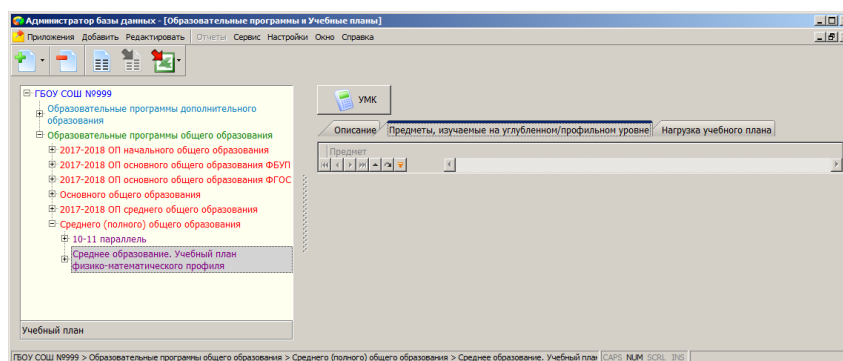 Администратор базы данных - [Образовательные программы и Учебные планы]
Приложения Добавить Редактировать Отчеты Сервис Настройки Окно Справка
ГБОУ СОШ №999
Образовательные программы дополнительного
образования
Образовательные программы общего образования
2017-2018 ОП начального общего образования
2017-2018 ОП основного общего образования ФБУП
2017-2018 ОП основного общего образования ФГОС
Основного общего образования
2017-2018 ОП среднего общего образования
Среднего (полного) общего образования
10-11 параллель
Среднее образование. Учебный план
физико-математического профиля
Учебный план
УМК
Описание Предметы, изучаемые на углубленном/профильном уровне Нагрузка учебного плана
Предмет
ГБОУ СОШ №999 > Образовательные программы общего образования > Среднего (полного) общего образования > Среднее образование. Учебный план CAPS NUM SCRL INS